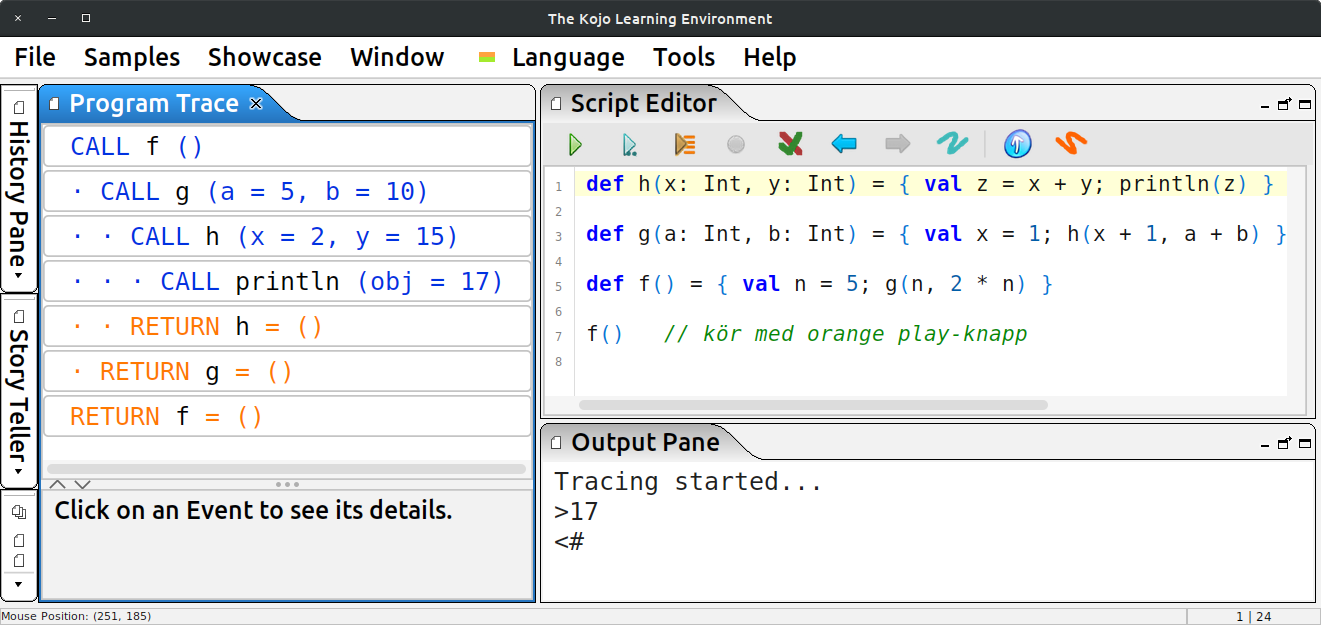 The Kojo Learning Environment
File Samples Showcase Window Language Tools Help
History Pane
Story Teller
Program Trace
CALL f ()
· CALL g (a = 5, b = 10)
· · CALL h (x = 2, y = 15)
· · · CALL println (obj = 17)
· · RETURN h = ()
· RETURN g = ()
RETURN f = ()
Click on an Event to see its details.
Script Editor
1 def h(x: Int, y: Int) = { val z = x + y; println(z) }
2
3 def g(a: Int, b: Int) = { val x = 1; h(x + 1, a + b) }
4
5 def f() = { val n = 5; g(n, 2 * n) }
6
7 f()   // kör med orange play-knapp
8
Output Pane
Tracing started...
>17
<#
Mouse Position: (251, 185)
1 | 24